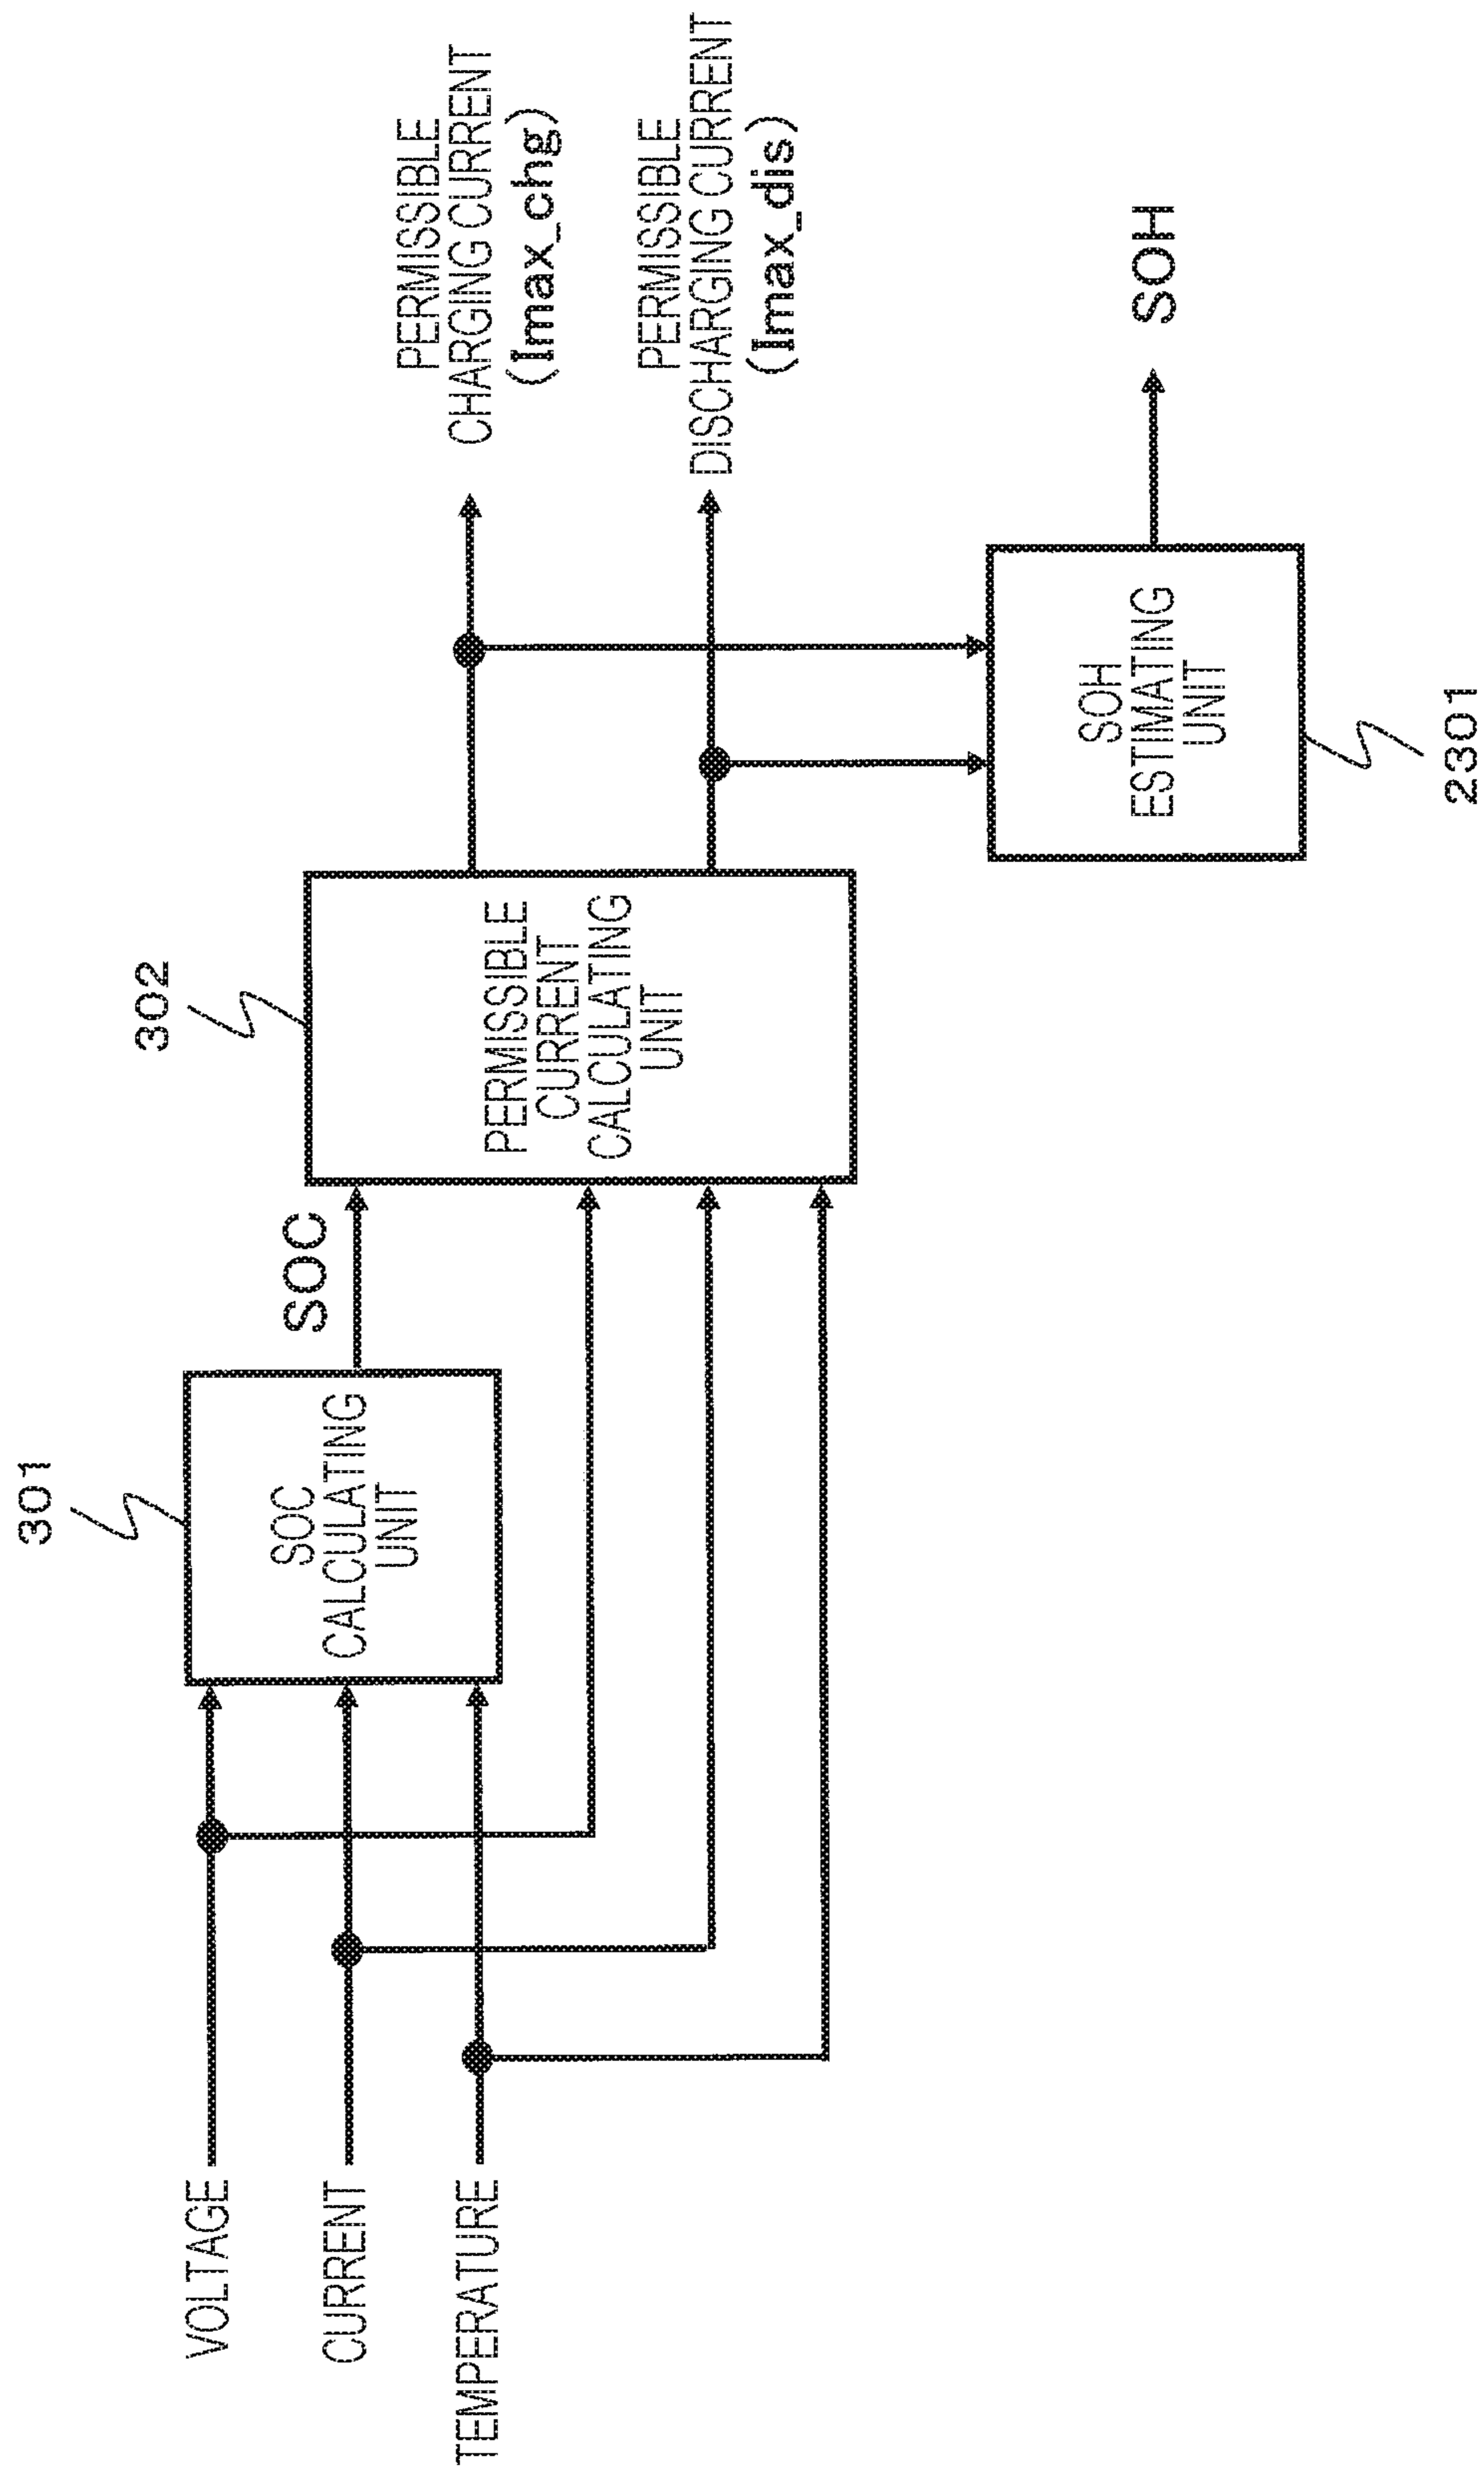 VOLTAGE
CURRENT
TEMPERATURE
301
SOC
CALCULATING
UNIT
SOC
302
PERMISSIBLE
CURRENT
CALCULATING
UNIT
PERMISSIBLE
CHARGING CURRENT
(Imax_chg)
PERMISSIBLE
DISCHARGING CURRENT
(Imax_dis)
SOH
ESTIMATING
UNIT
2301
SOH